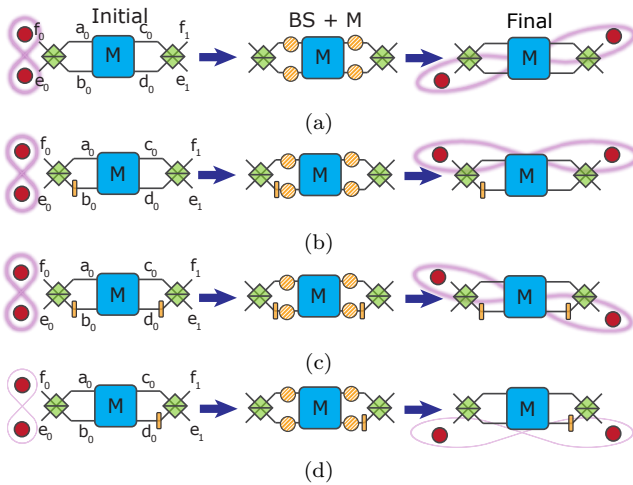 Initial BS + M Final
f₀ a₀ M c₀ f₁ M M
e₀ b₀ d₀ e₁
(a)
f₀ a₀ M c₀ f₁ M M
e₀ b₀ d₀ e₁
(b)
f₀ a₀ M c₀ f₁ M M
e₀ b₀ d₀ e₁
(c)
f₀ a₀ M c₀ f₁ M M
e₀ b₀ d₀ e₁
(d)